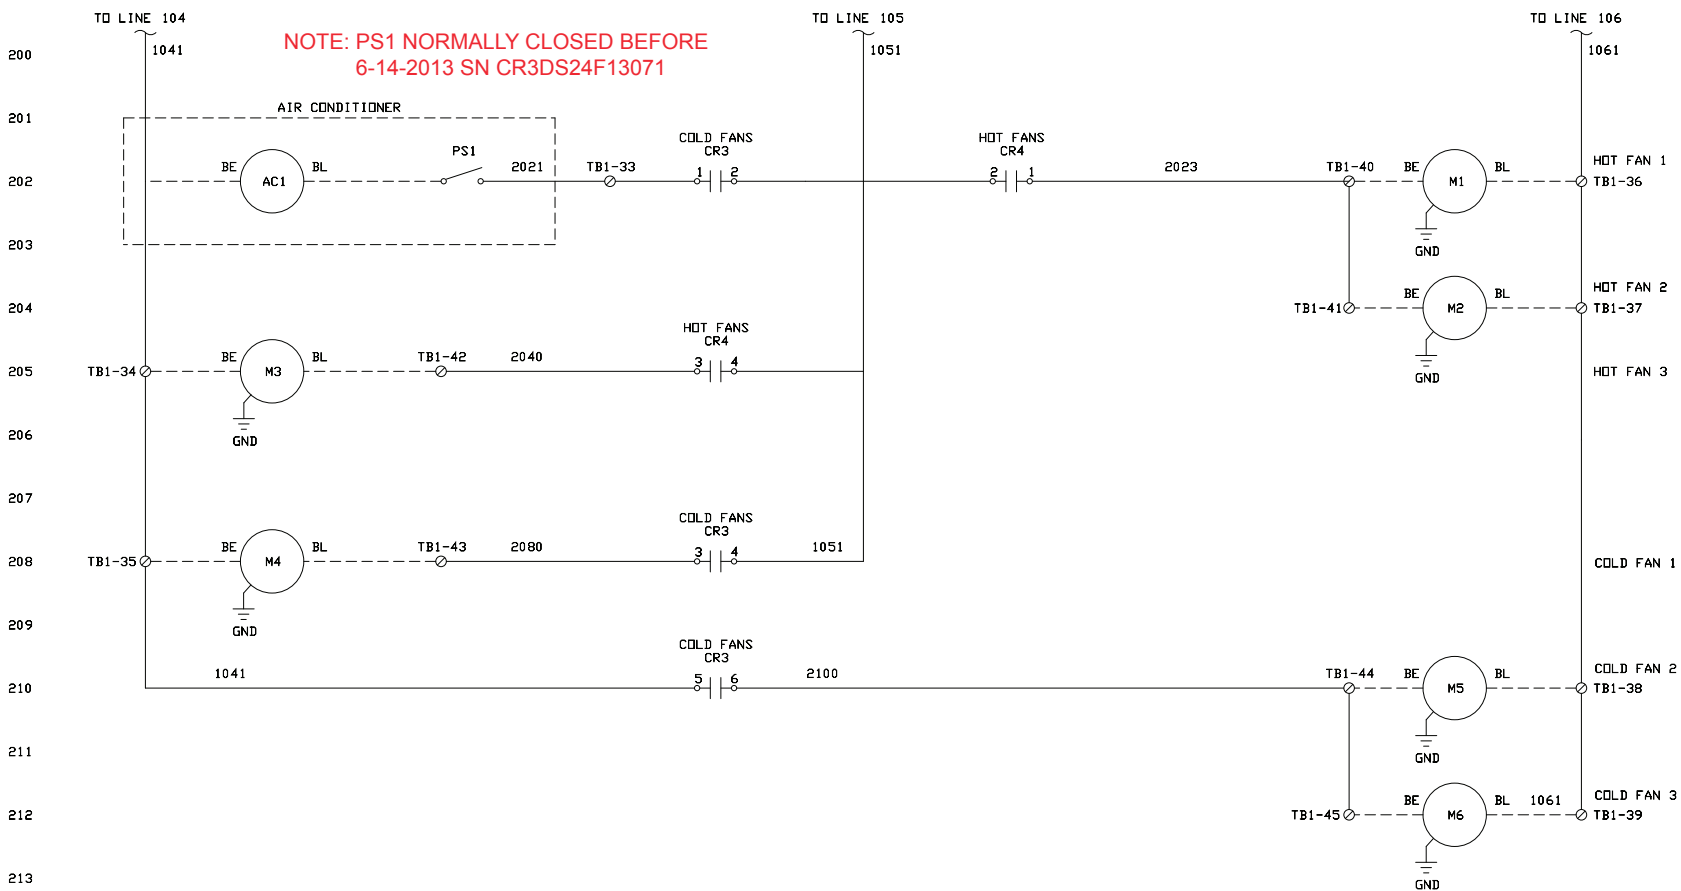 TO LINE 104 TO LINE 105 TO LINE 106
NOTE: PS1 NORMALLY CLOSED BEFORE
6-14-2013 SN CR3DS24F13071
200 1041 1051 1061
AIR CONDITIONER
201
COLD FANS HOT FANS
CR3 CR4
PS1
BE BL 2021 TB1-33 1 2 2 1 2023 TB1-40 BE BL HOT FAN 1
202 AC1 M1 TB1-36
203
GND
BE BL HOT FAN 2
204 TB1-41 M2 TB1-37
HOT FANS
CR4
BE BL TB1-42 2040 3 4
205 TB1-34 M3 HOT FAN 3
GND
206 GND
207
COLD FANS
CR3
BE BL TB1-43 2080 3 4 1051
208 TB1-35 M4 COLD FAN 1
209
GND
COLD FANS
CR3
1041 5 6 2100 TB1-44 BE BL COLD FAN 2
210 M5 TB1-38
211
GND
BE BL 1061 COLD FAN 3
212 TB1-45 M6 TB1-39
213
GND